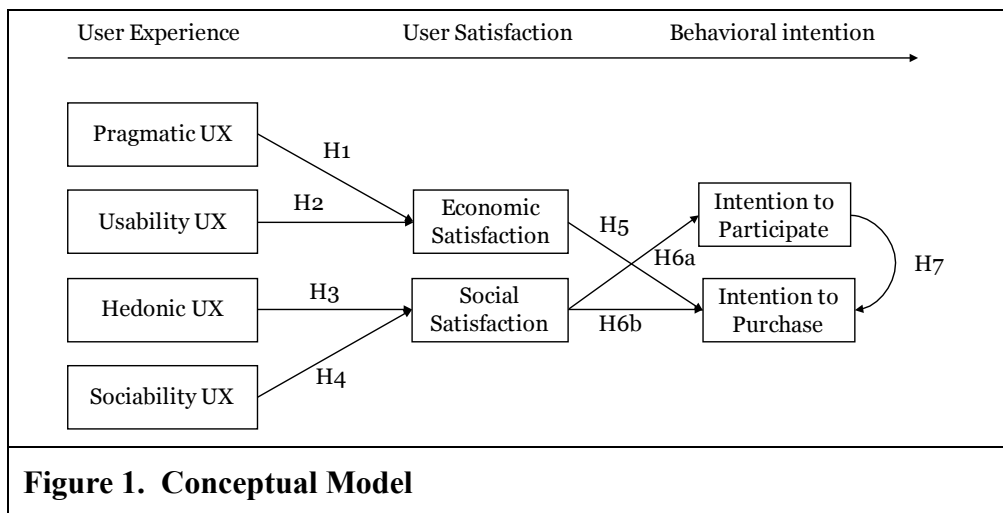 User Experience
User Satisfaction
Behavioral intention
Pragmatic UX
H1
Usability UX
H2
Economic
Satisfaction
H5
Intention to
Participate
H6a
H7
Hedonic UX
H3
Social
Satisfaction
H6b
Intention to
Purchase
H4
Sociability UX
Figure 1. Conceptual Model